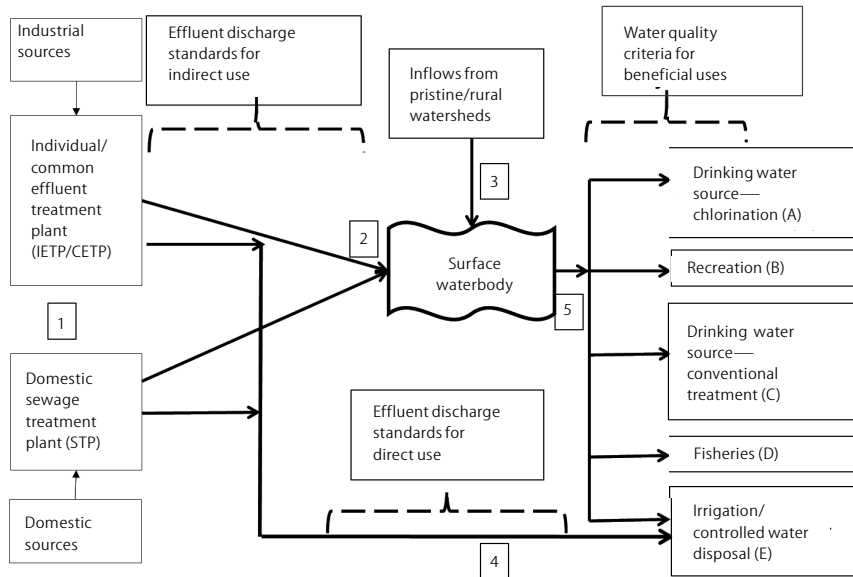 Industrial
sources
Effluent discharge
standards for
indirect use
Inflows from
pristine/rural
watersheds
Water quality
criteria for
beneficial uses
Individual/
common
effluent
treatment
plant
(IETP/CETP)
1
2
3
Surface
waterbody
5
Drinking water
source—
chlorination (A)
Recreation (B)
Drinking water
source—
conventional
treatment (C)
Fisheries (D)
Irrigation/
controlled water
disposal (E)
Domestic
sewage
treatment
plant (STP)
Effluent discharge
standards for
direct use
4
Domestic
sources